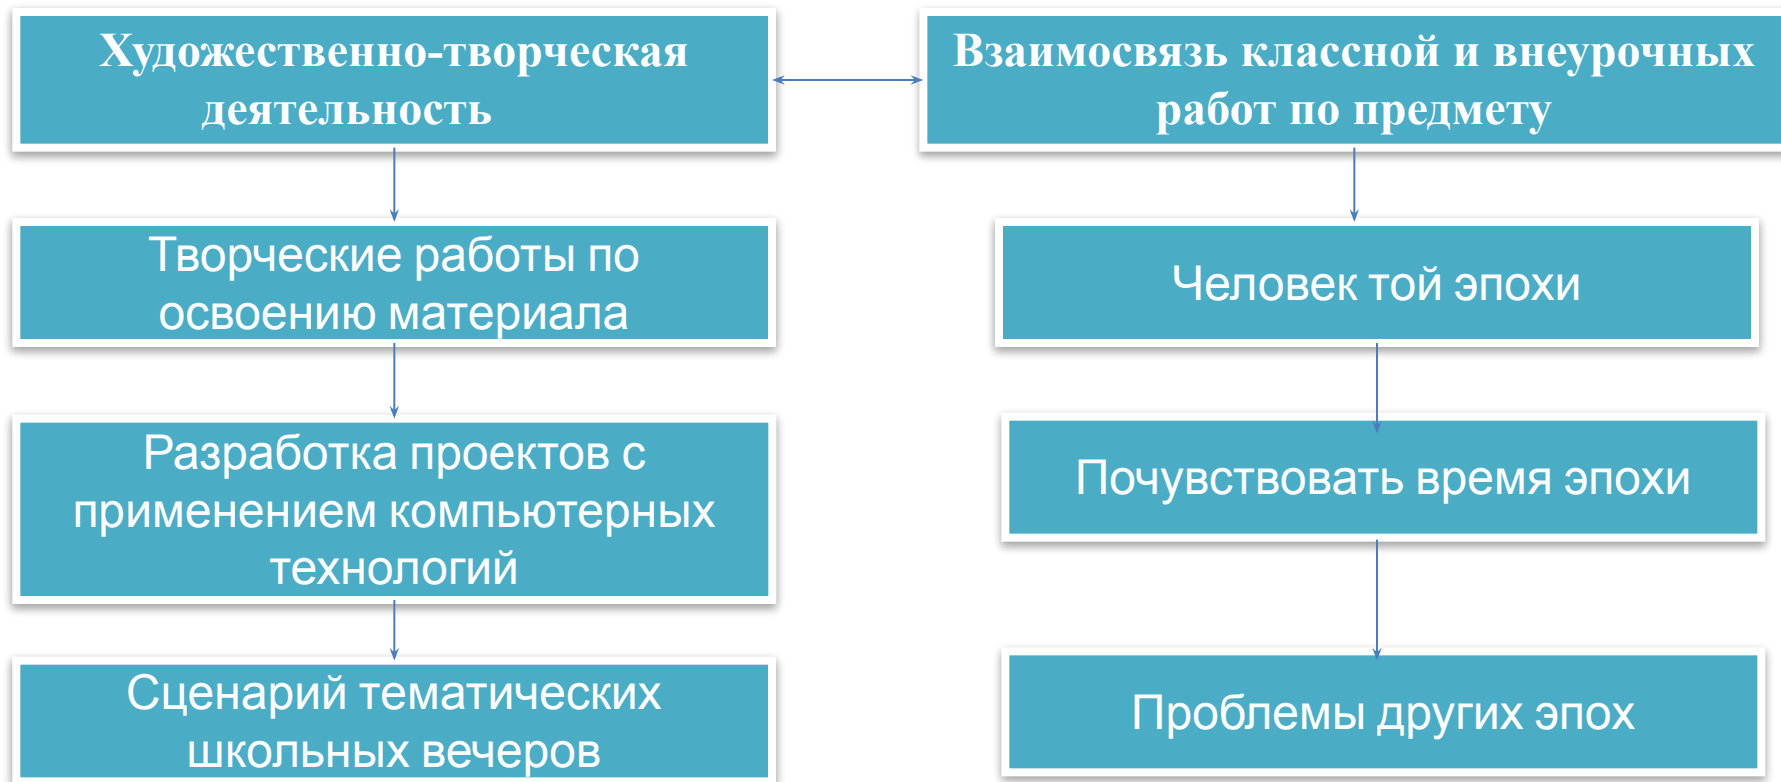 Художественно-творческая
деятельность
Взаимосвязь классной и внеурочных
работ по предмету
Творческие работы по
освоению материала
Человек той эпохи
Разработка проектов с
применением компьютерных
технологий
Почувствовать время эпохи
Сценарий тематических
школьных вечеров
Проблемы других эпох